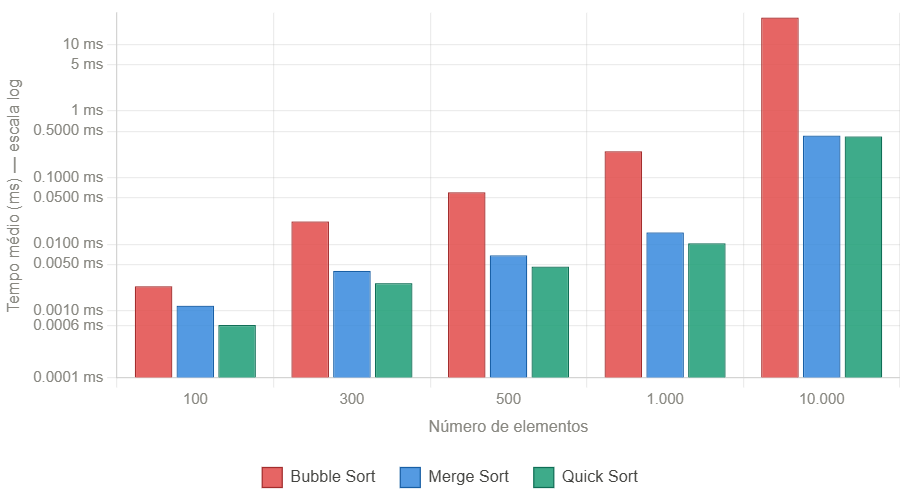 10 ms
5 ms
1 ms
0.5000 ms
0.1000 ms
0.0500 ms
0.0100 ms
0.0050 ms
0.0010 ms
0.0006 ms
0.0001 ms
Tempo médio (ms) — escala log
100 300 500 1.000 10.000
Número de elementos
Bubble Sort Merge Sort Quick Sort